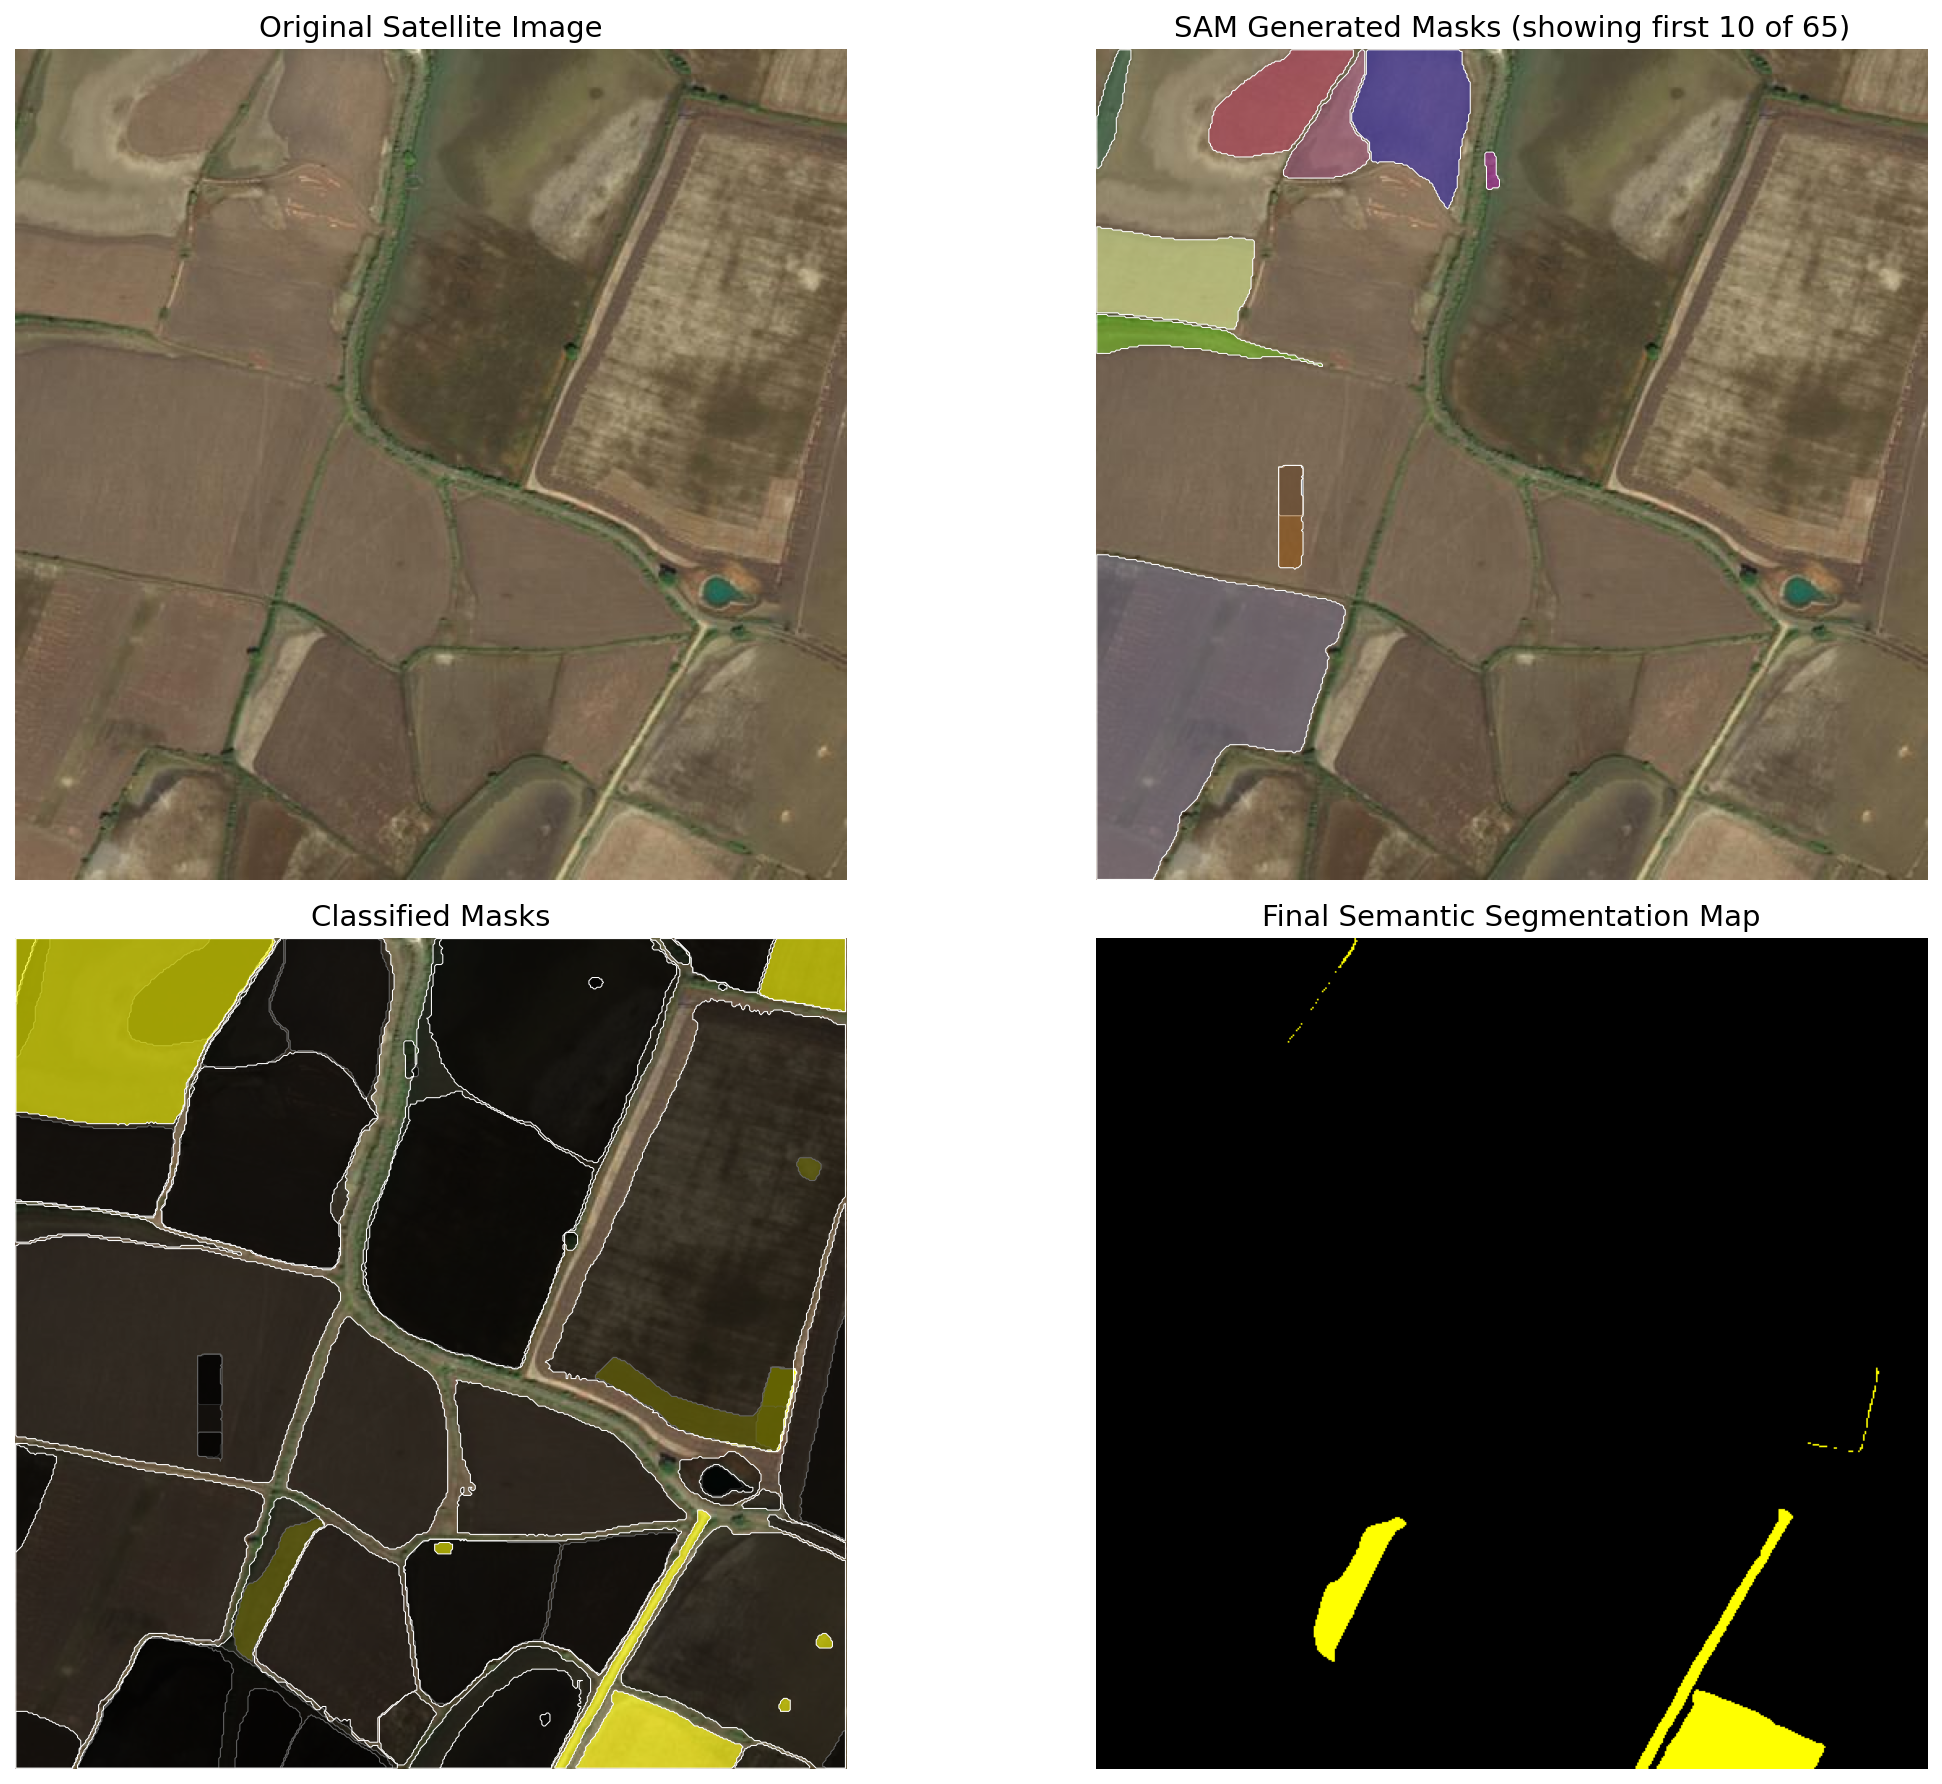 Original Satellite Image
SAM Generated Masks (showing first 10 of 65)
Classified Masks
Final Semantic Segmentation Map